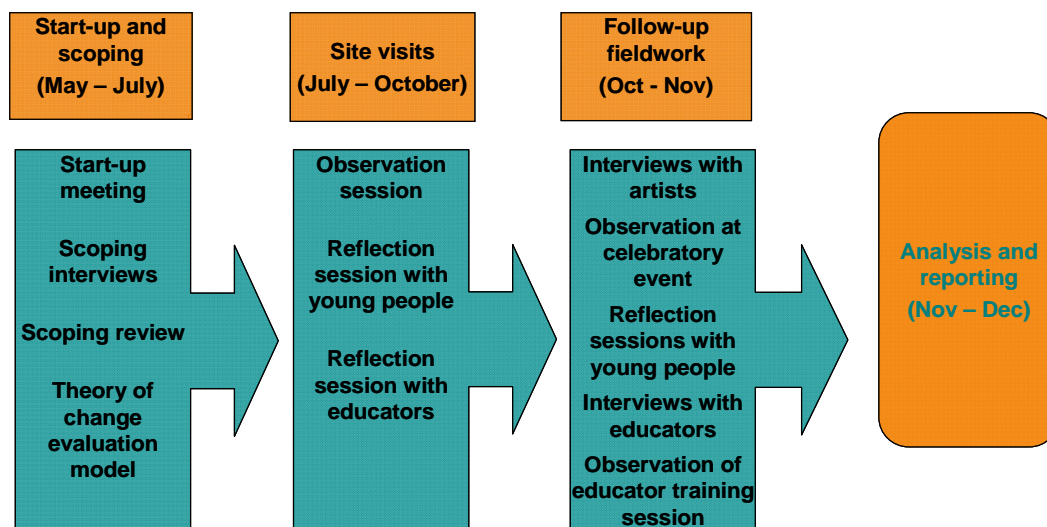 Start-up and
scoping
(May – July)
Site visits
(July – October)
Follow-up
fieldwork
(Oct - Nov)
Start-up
meeting
Scoping
interviews
Scoping review
Theory of
change
evaluation
model
Observation
session
Reflection
session with
young people
Reflection
session with
educators
Interviews with
artists
Observation at
celebratory
event
Reflection
sessions with
young people
Interviews with
educators
Observation of
educator training
session
Analysis and
reporting
(Nov – Dec)